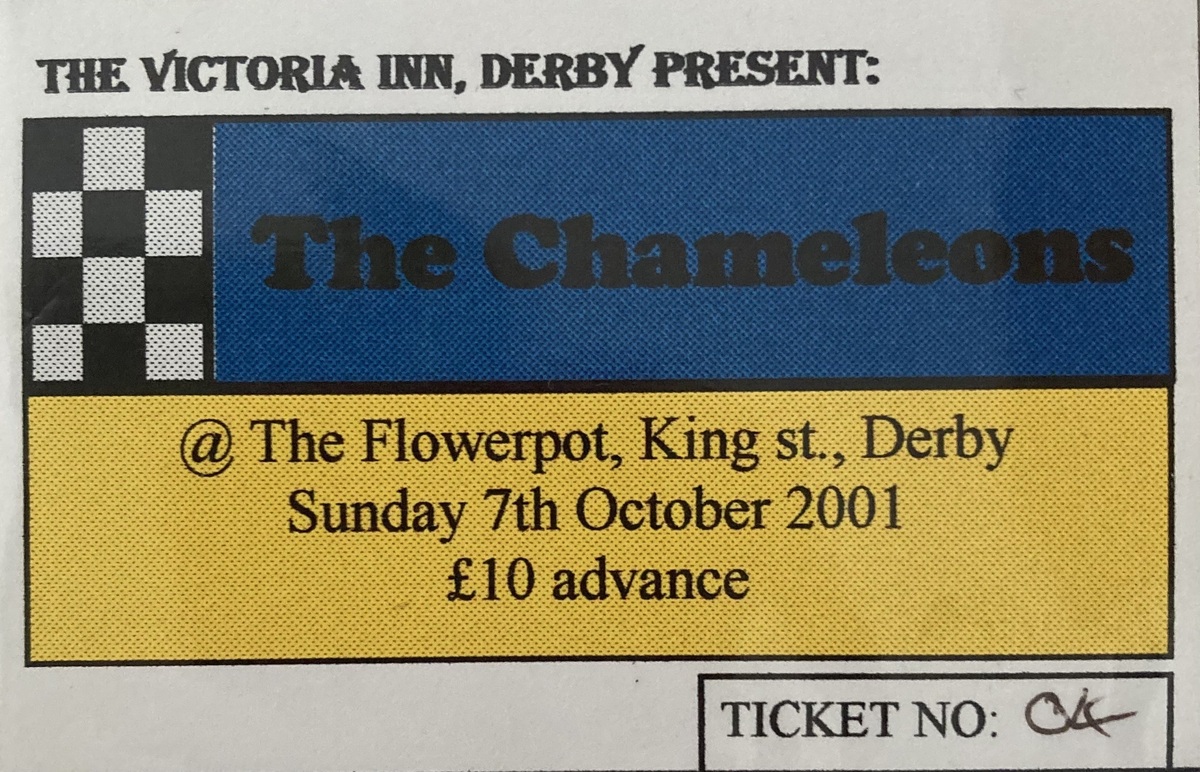 THE VICTORIA INN, DERBY PRESENT:
The Chameleons
@ The Flowerpot, King st., Derby
Sunday 7th October 2001
£10 advance
TICKET NO: